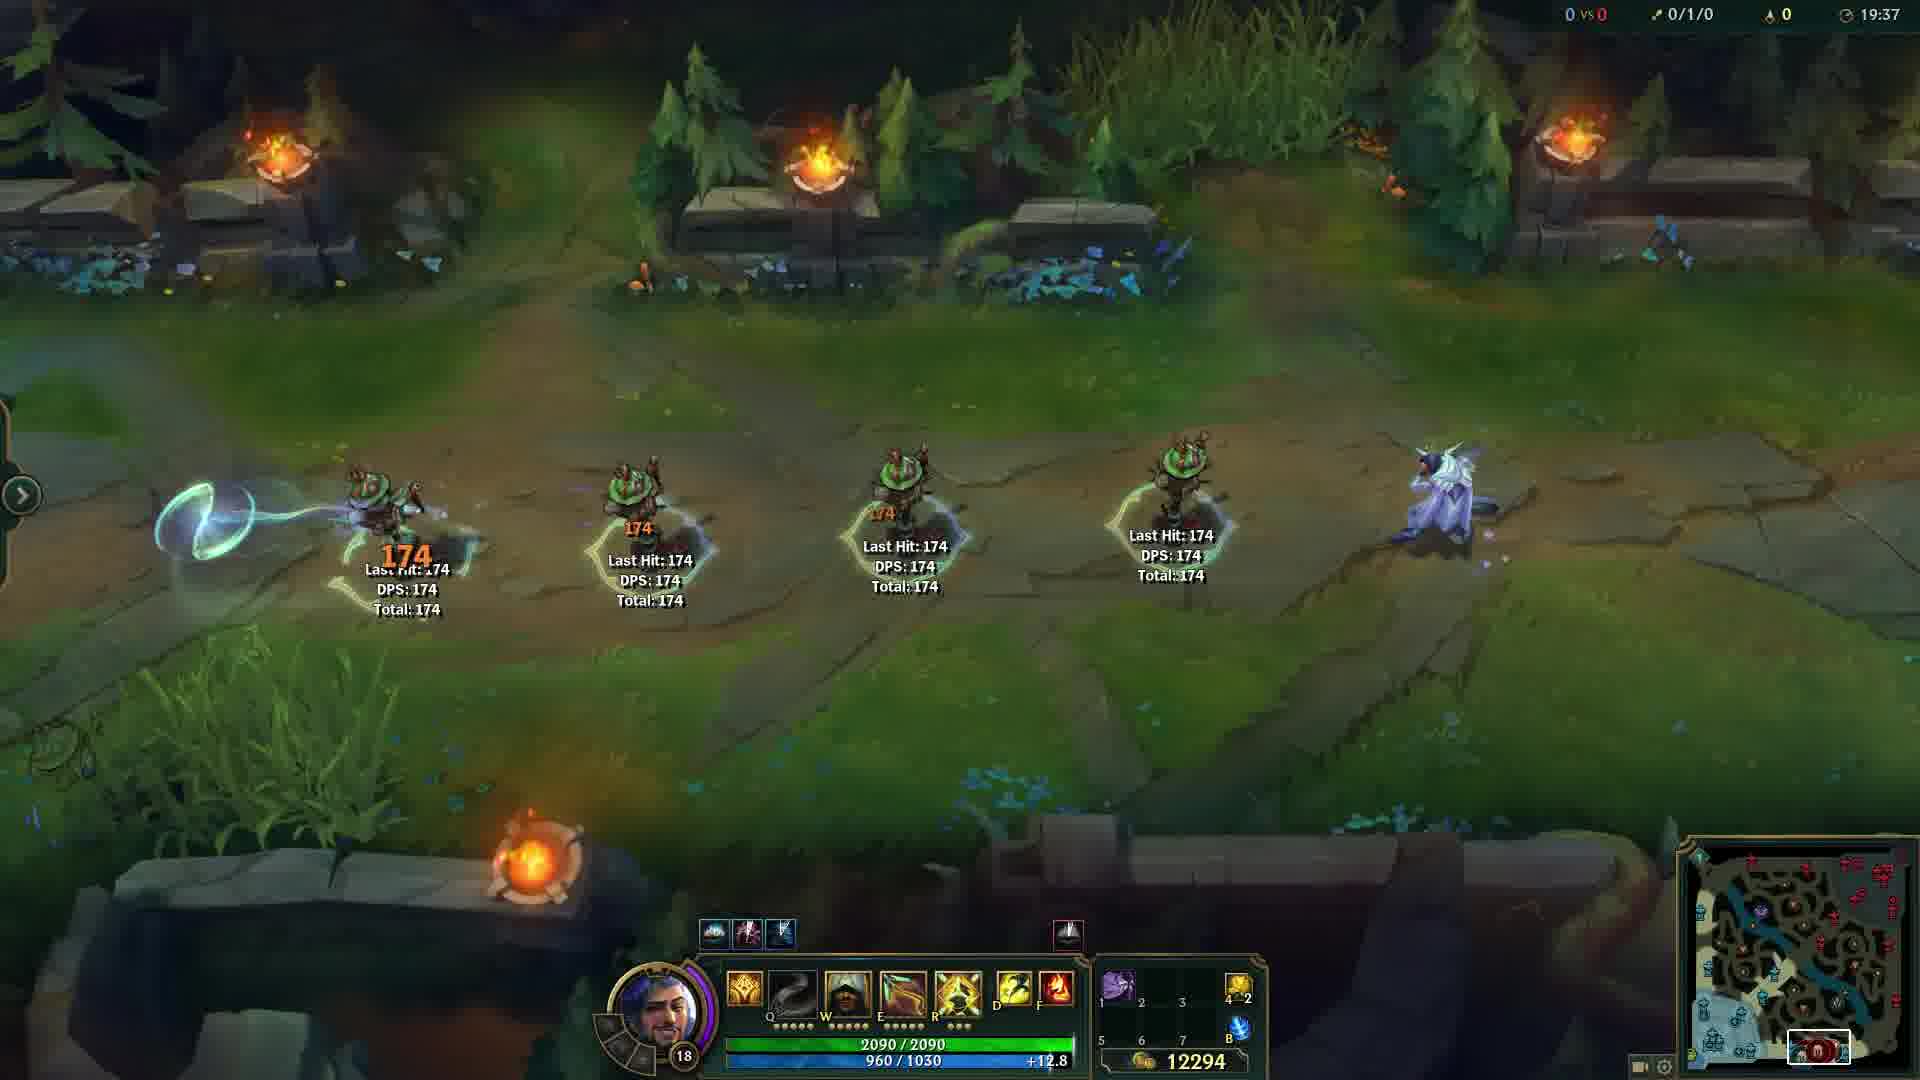 0 vs 0 0/1/0 0 19:37
174
174
174
Last Hit: 174
DPS: 174
Total: 174
Last Hit: 174
DPS: 174
Total: 174
Last Hit: 174
DPS: 174
Total: 174
Last Hit: 174
DPS: 174
Total: 174
Q W E R D F
18
2090 / 2090
960 / 1030 +12.8
1 2 3 4 2
5 6 7 B
12294